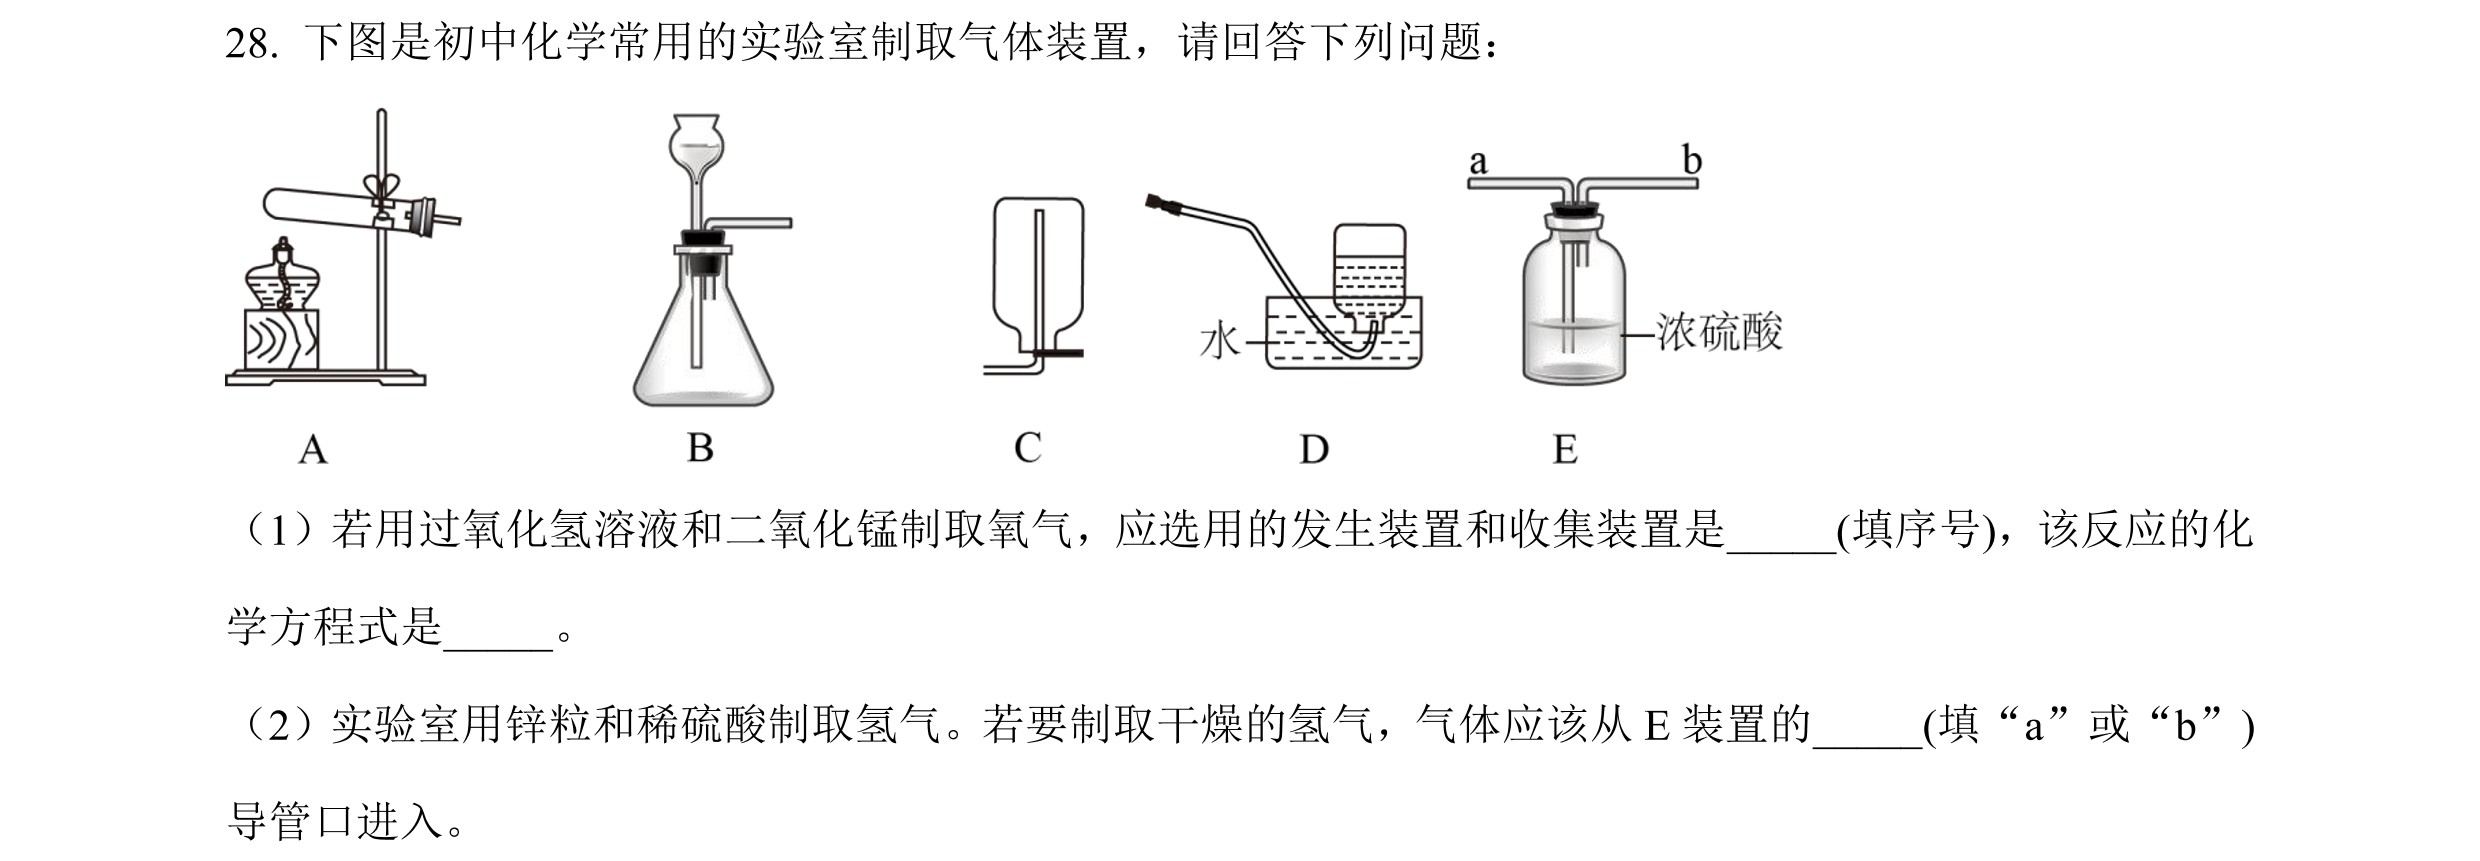 28. 下图是初中化学常用的实验室制取气体装置，请回答下列问题：
a b
水
浓硫酸
A B C D E
（1）若用过氧化氢溶液和二氧化锰制取氧气，应选用的发生装置和收集装置是_____(填序号)，该反应的化
学方程式是_____。
（2）实验室用锌粒和稀硫酸制取氢气。若要制取干燥的氢气，气体应该从 E 装置的_____(填“a”或“b”)
导管口进入。